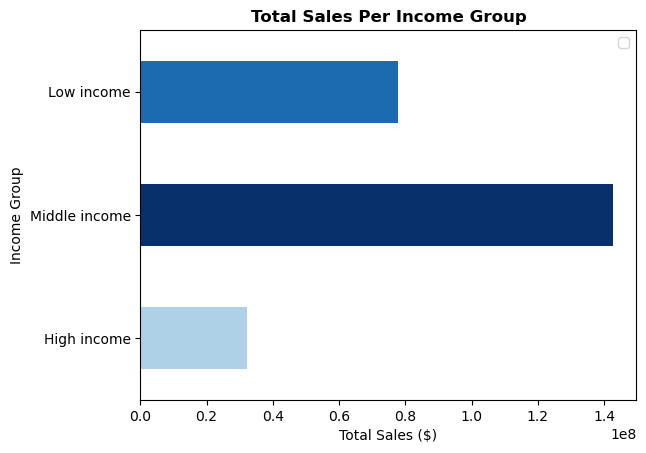 Total Sales Per Income Group
Low income
Middle income
High income
Income Group
0.0 0.2 0.4 0.6 0.8 1.0 1.2 1.4
1e8
Total Sales ($)